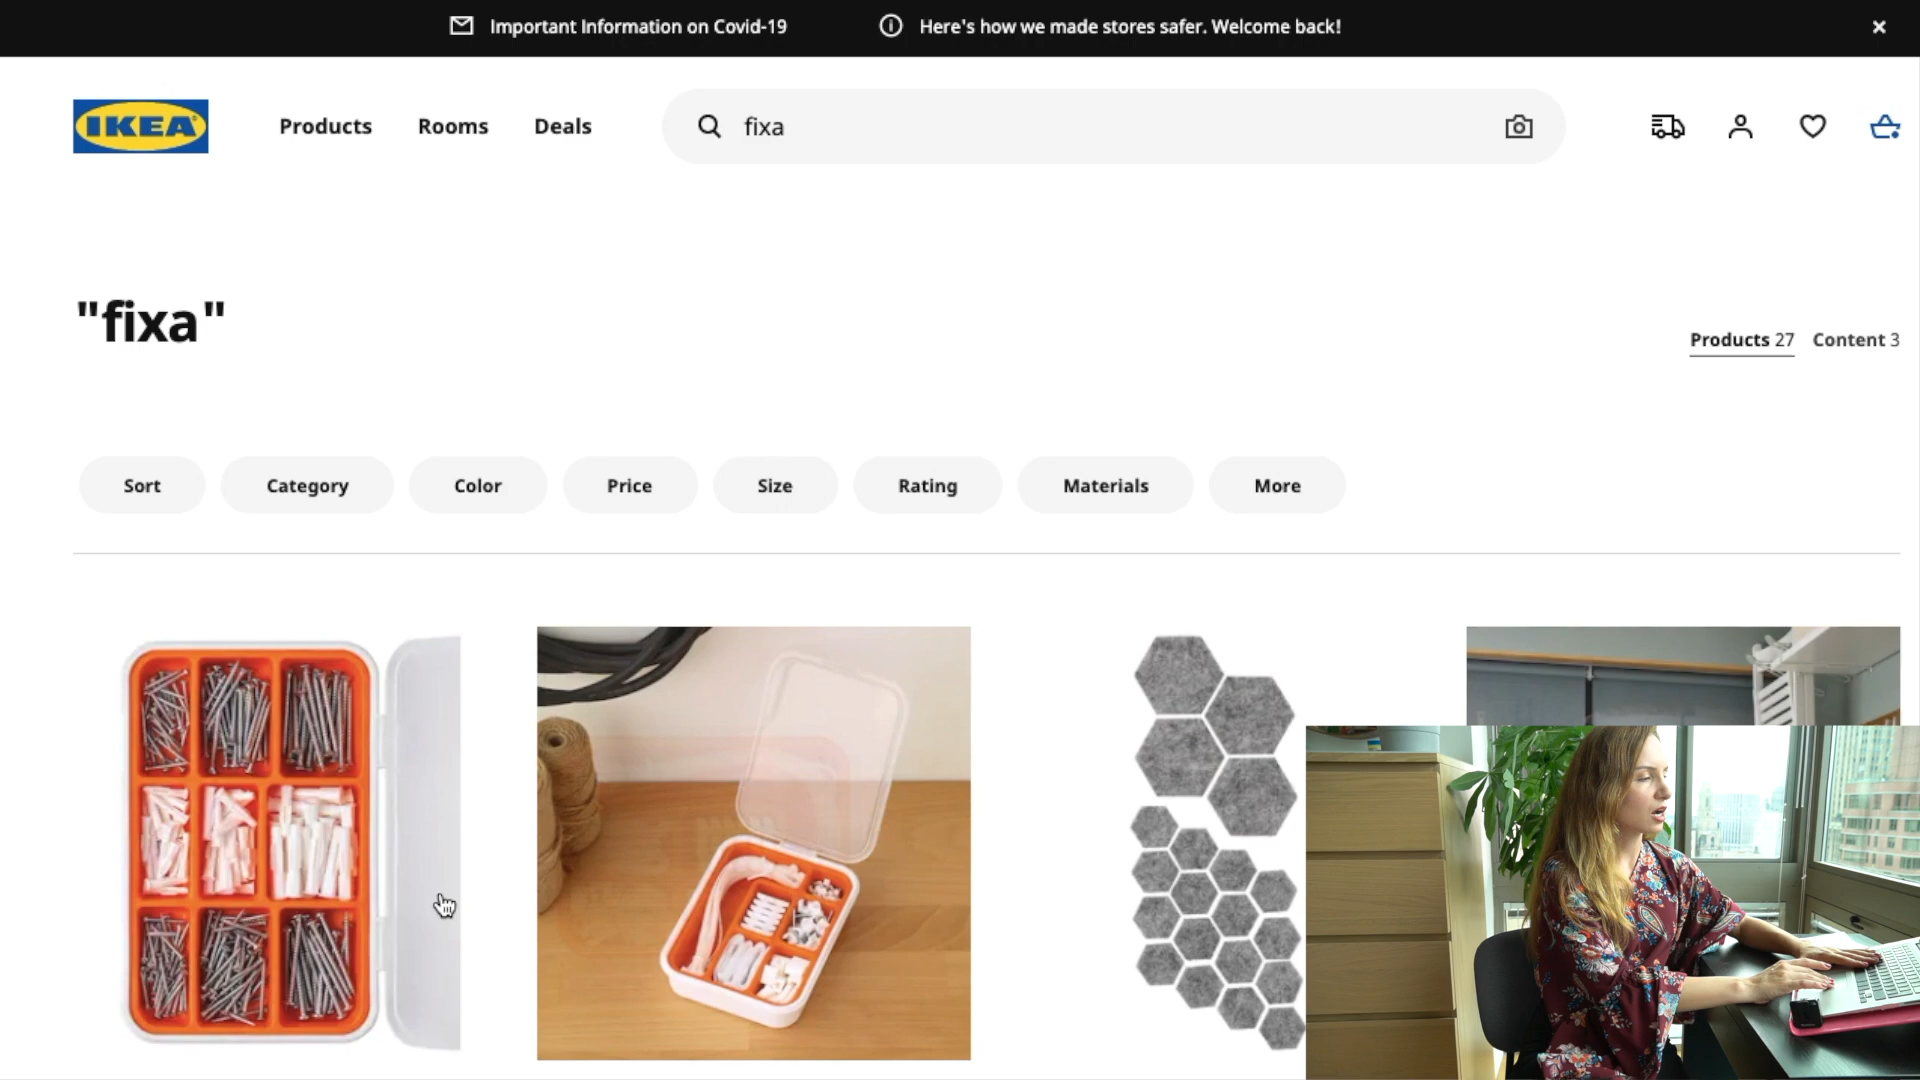 Important Information on Covid-19
Here's how we made stores safer. Welcome back!
IKEA
Products
Rooms
Deals
fixa
"fixa"
Products 27
Content 3
Sort
Category
Color
Price
Size
Rating
Materials
More